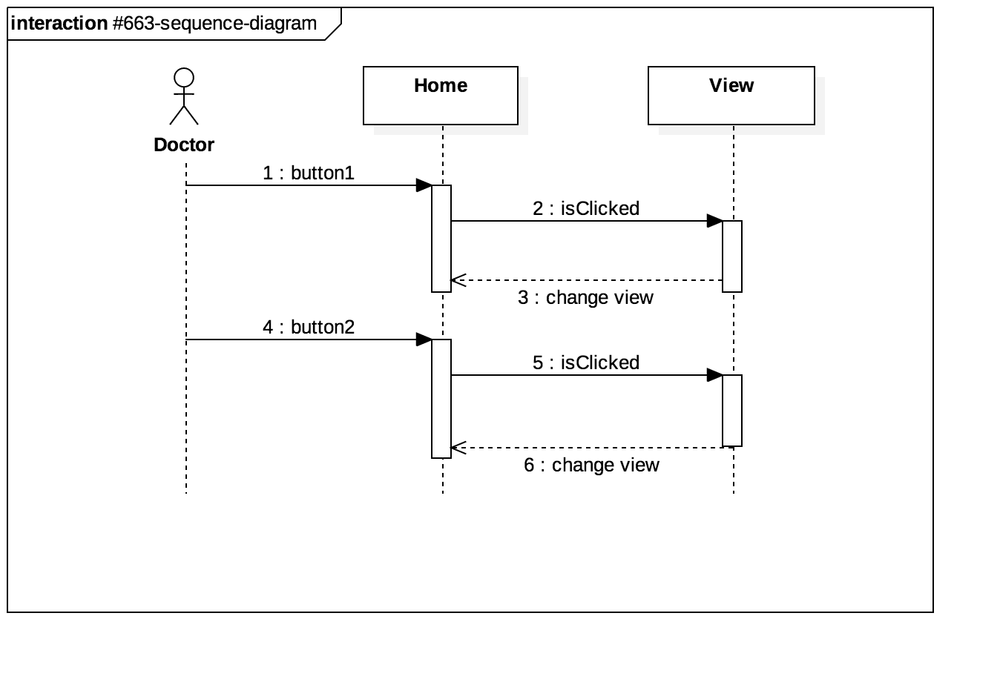 interaction #663-sequence-diagram
Home
View
Doctor
1 : button1
2 : isClicked
3 : change view
4 : button2
5 : isClicked
6 : change view